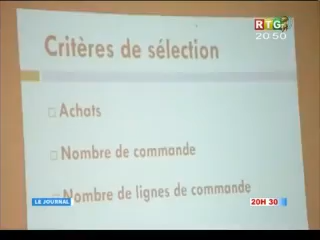 RTG
20 50
Critères de sélection
Achats
Nombre de commande
Nombre de lignes de commande
LE JOURNAL
20H 30